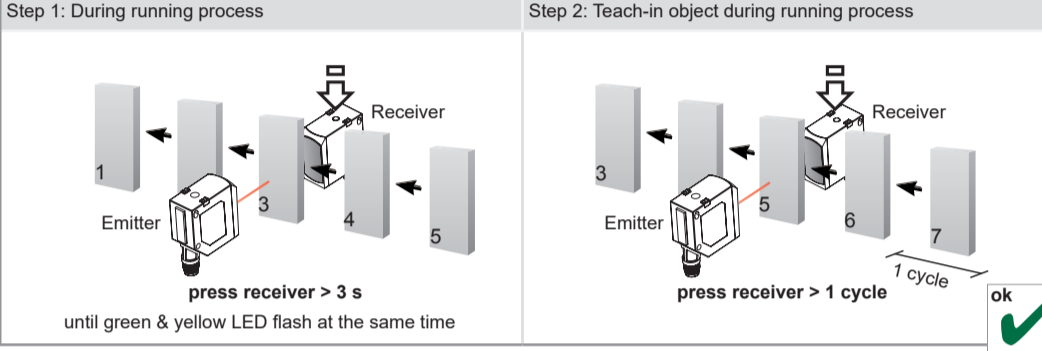 Step 1: During running process
Receiver
1
3
4
5
Emitter
press receiver > 3 s
until green & yellow LED flash at the same time
Step 2: Teach-in object during running process
Receiver
3
5
6
7
Emitter
1 cycle
press receiver > 1 cycle
ok